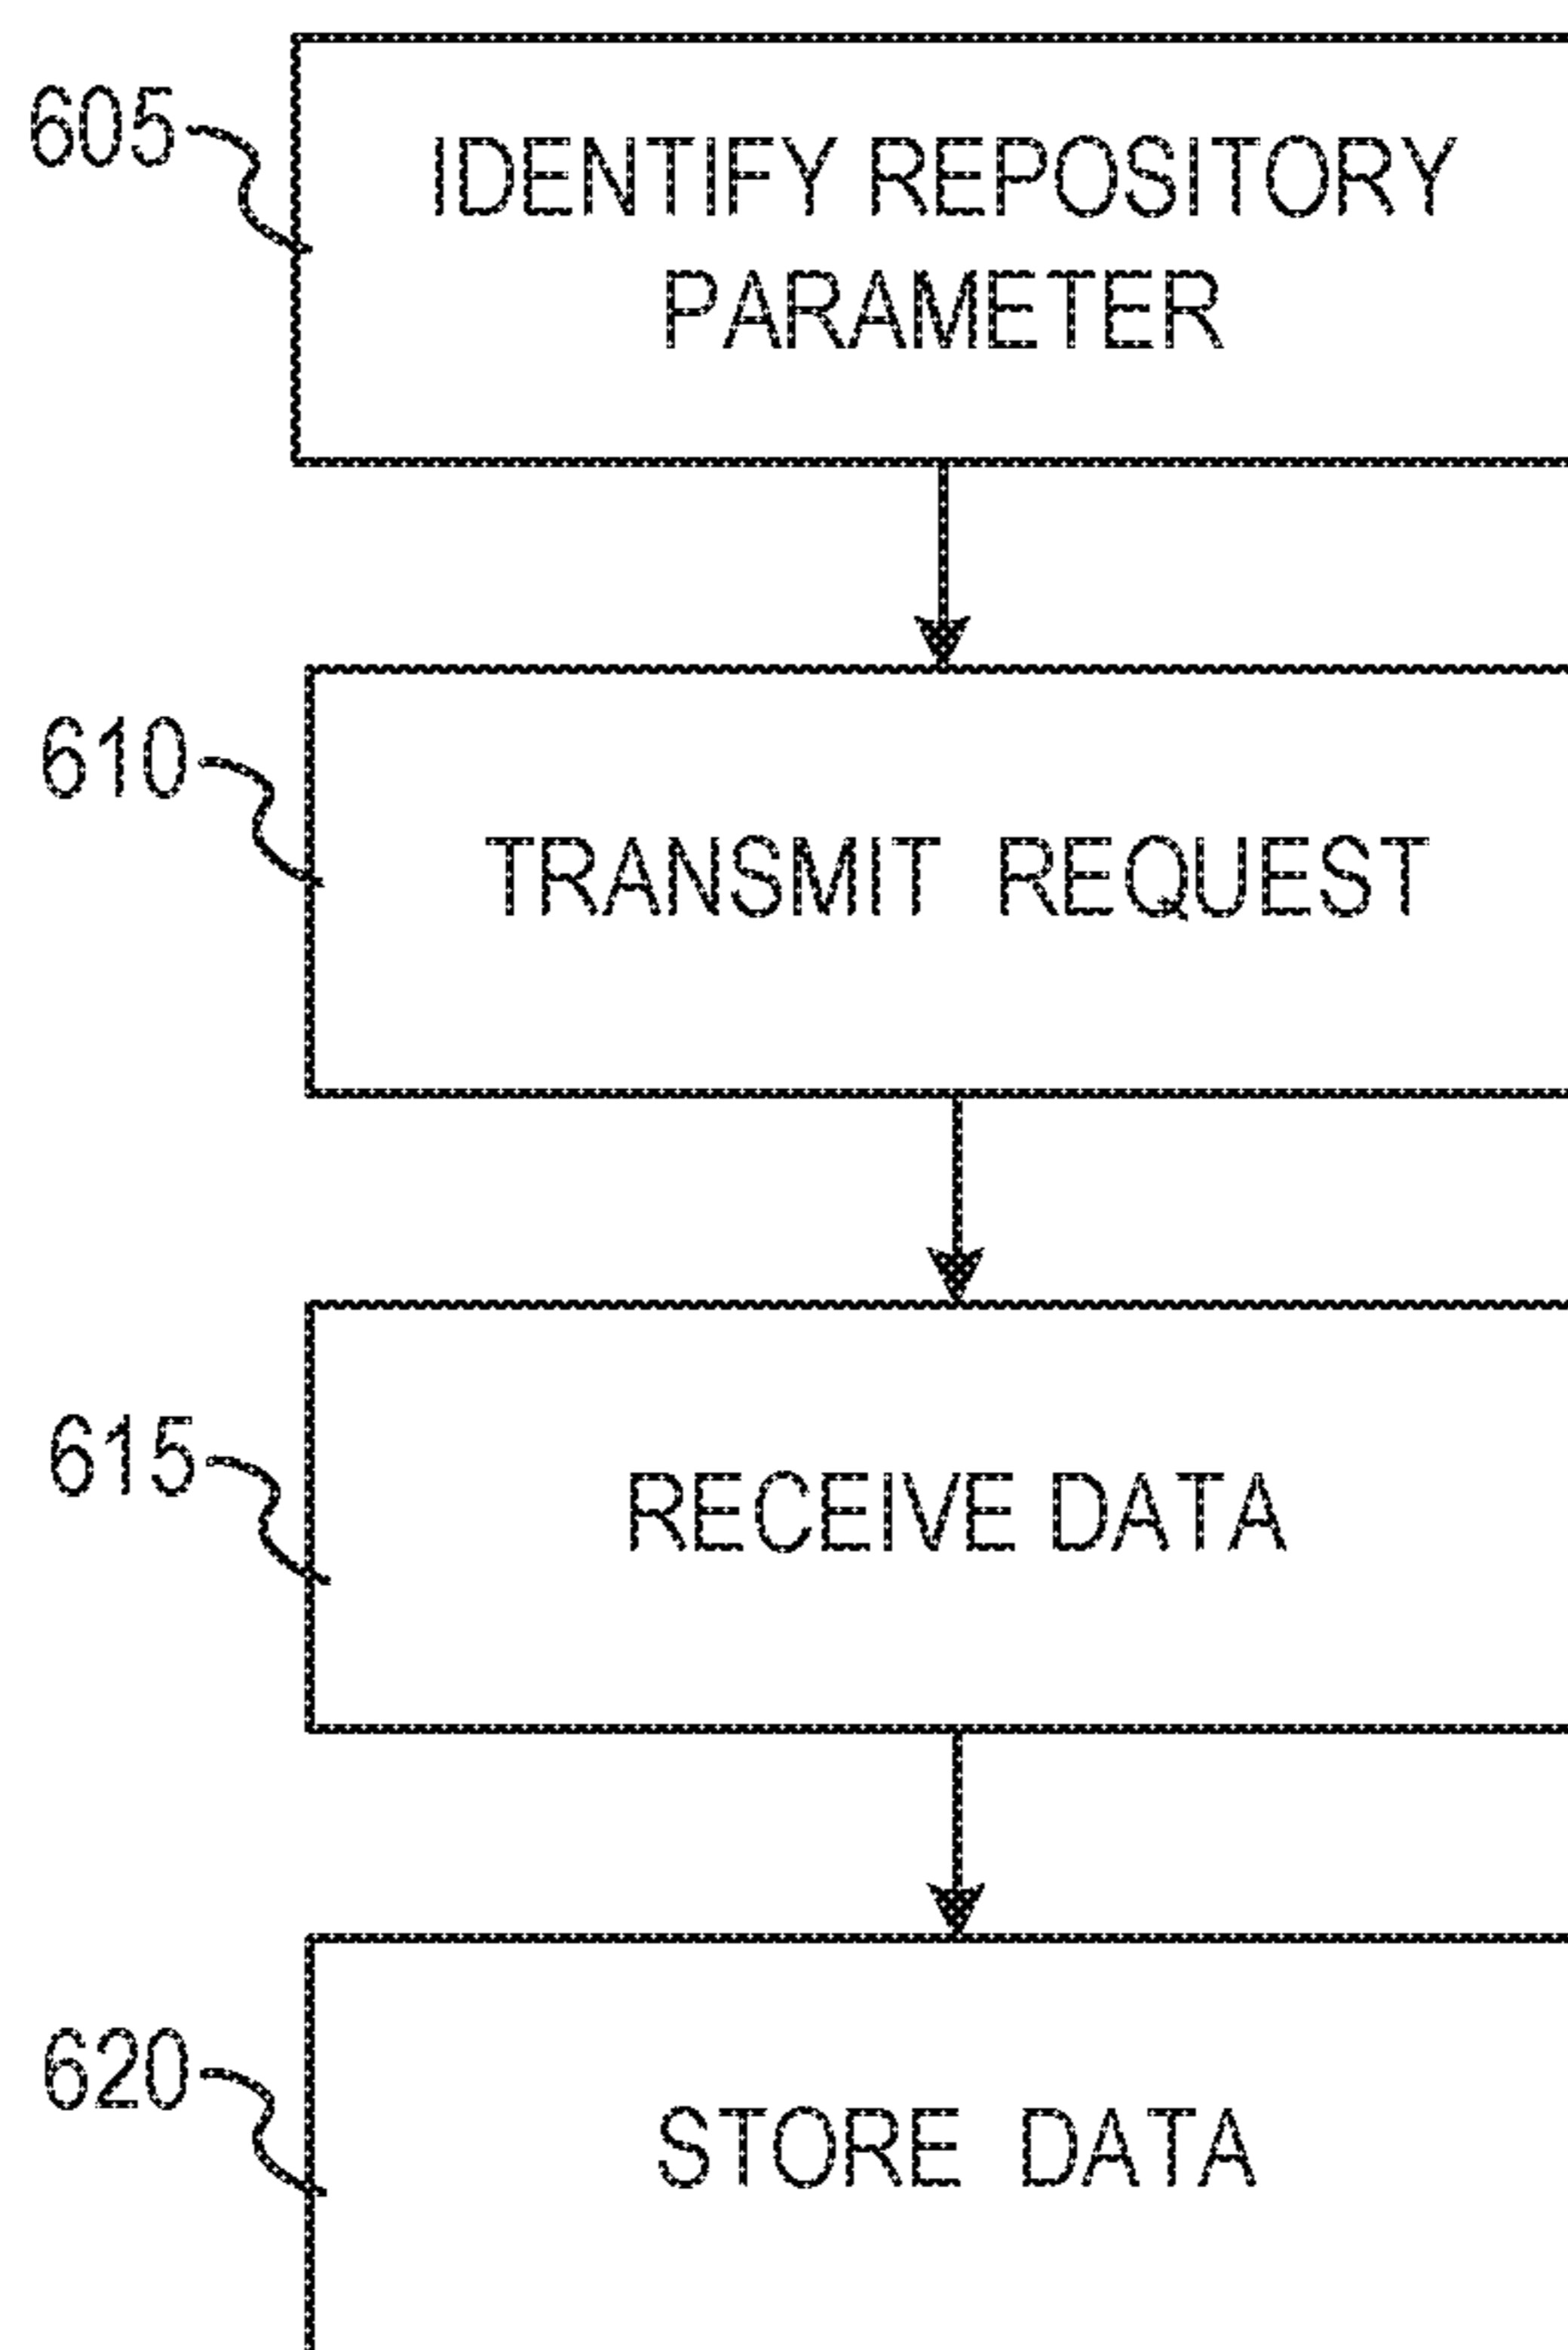 605
IDENTIFY REPOSITORY
PARAMETER
610
TRANSMIT REQUEST
615
RECEIVE DATA
620
STORE DATA